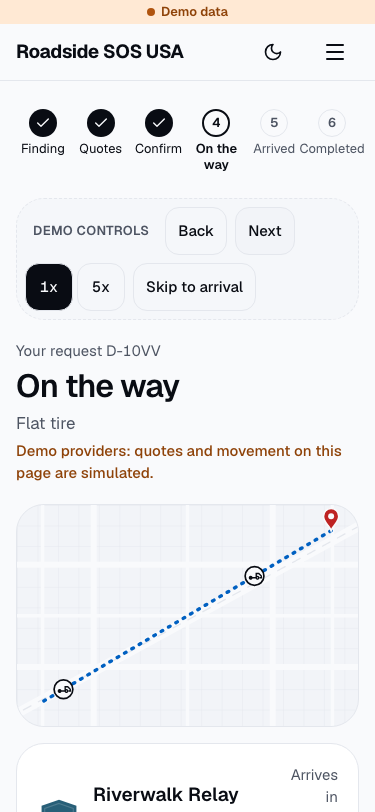 Demo data
Roadside SOS USA
4 5 6
Finding Quotes Confirm On the way Arrived Completed
DEMO CONTROLS Back Next
1x 5x Skip to arrival
Your request D-10VV
On the way
Flat tire
Demo providers: quotes and movement on this
page are simulated.
Arrives
in
Riverwalk Relay